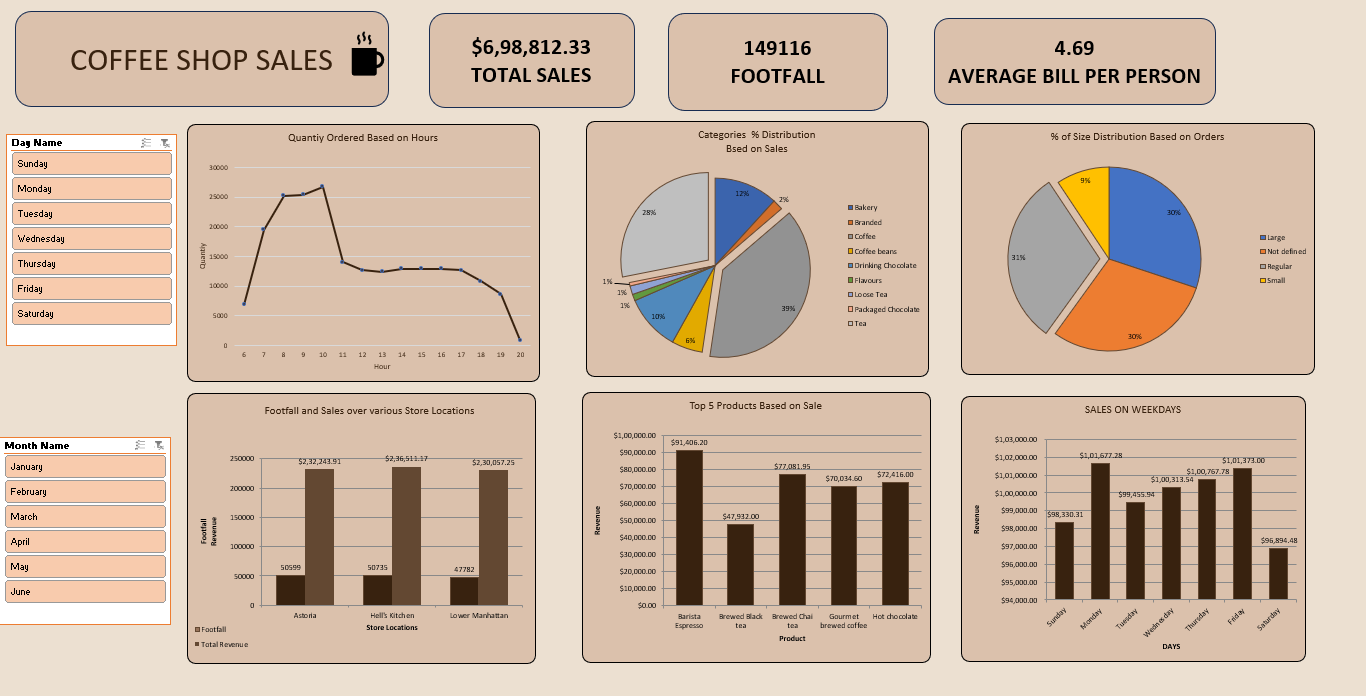 COFFEE SHOP SALES
$6,98,812.33
TOTAL SALES
149116
FOOTFALL
4.69
AVERAGE BILL PER PERSON
Day Name
Sunday
Monday
Tuesday
Wednesday
Thursday
Friday
Saturday
Quantiy Ordered Based on Hours
30000
25000
20000
15000
10000
5000
0
Quantiy
6 7 8 9 10 11 12 13 14 15 16 17 18 19 20
Hour
Categories % Distribution
Bsed on Sales
12%
2%
39%
6%
10%
1%
1%
1%
28%
Bakery
Branded
Coffee
Coffee beans
Drinking Chocolate
Flavours
Loose Tea
Packaged Chocolate
Tea
% of Size Distribution Based on Orders
30%
30%
31%
9%
Large
Not defined
Regular
Small
Month Name
January
February
March
April
May
June
Footfall and Sales over various Store Locations
250000
200000
150000
100000
50000
0
Footfall
Revenue
$2,32,243.91
$2,36,511.17
$2,30,057.25
50599
50735
47782
Astoria
Hell's Kitchen
Lower Manhattan
Store Locations
Footfall
Total Revenue
Top 5 Products Based on Sale
$1,00,000.00
$90,000.00
$80,000.00
$70,000.00
$60,000.00
$50,000.00
$40,000.00
$30,000.00
$20,000.00
$10,000.00
$0.00
Revenue
$91,406.20
$47,932.00
$77,081.95
$70,034.60
$72,416.00
Barista
Espresso
Brewed Black
tea
Brewed Chai
tea
Gourmet
brewed coffee
Hot chocolate
Product
SALES ON WEEKDAYS
$1,03,000.00
$1,02,000.00
$1,01,000.00
$1,00,000.00
$99,000.00
$98,000.00
$97,000.00
$96,000.00
$95,000.00
$94,000.00
Revenue
$98,330.31
$1,01,677.28
$99,455.94
$1,00,313.54
$1,00,767.78
$1,01,373.00
$96,894.48
Sunday
Monday
Tuesday
Wednesday
Thursday
Friday
Saturday
DAYS